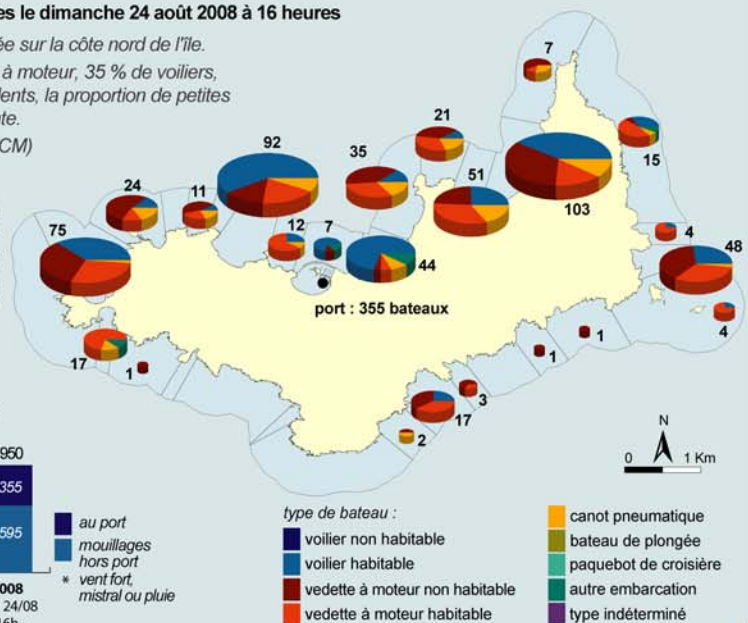 es le dimanche 24 août 2008 à 16 heures
ée sur la côte nord de l'île.
à moteur, 35 % de voiliers,
dents, la proportion de petites
nte.
CM)
7
21
92
35
15
24
11
51
103
75
12
7
44
4
48
port : 355 bateaux
4
17
1
1
1
3
17
2
N
0 1 Km
950
355
595
au port
mouillages
hors port
* vent fort,
mistral ou pluie
2008
24/08
16h
type de bateau :
voilier non habitable
voilier habitable
vedette à moteur non habitable
vedette à moteur habitable
canot pneumatique
bateau de plongée
paquebot de croisière
autre embarcation
type indéterminé